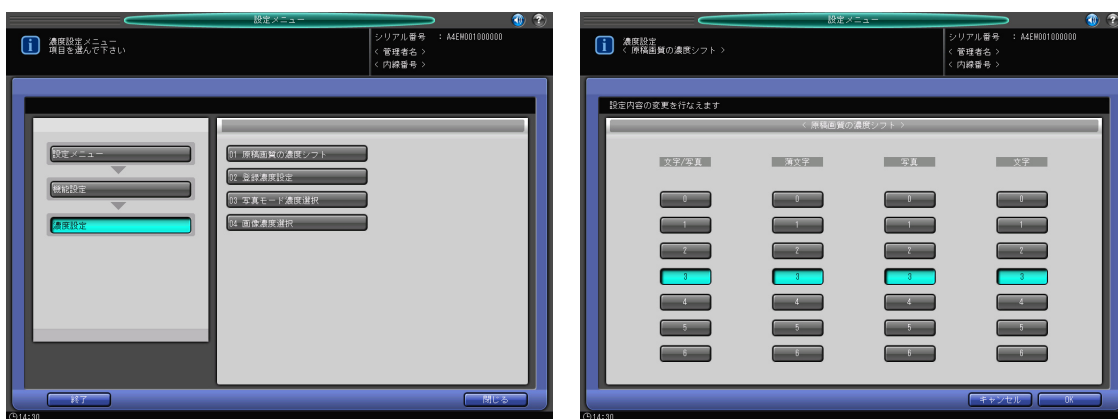 設定メニュー
濃度設定メニュー
項目を選んで下さい
シリアル番号 : A4EW001000000
< 管理者名 >
< 内線番号 >
設定メニュー
機能設定
濃度設定
01 原稿画質の濃度シフト
02 登録濃度設定
03 写真モード濃度選択
04 画像濃度選択
終了
閉じる
14:30
設定メニュー
濃度設定
< 原稿画質の濃度シフト >
シリアル番号 : A4EW001000000
< 管理者名 >
< 内線番号 >
設定内容の変更を行なえます
< 原稿画質の濃度シフト >
文字/写真 薄文字 写真 文字
0 0 0 0
1 1 1 1
2 2 2 2
3 3 3 3
4 4 4 4
5 5 5 5
6 6 6 6
キャンセル OK
14:30